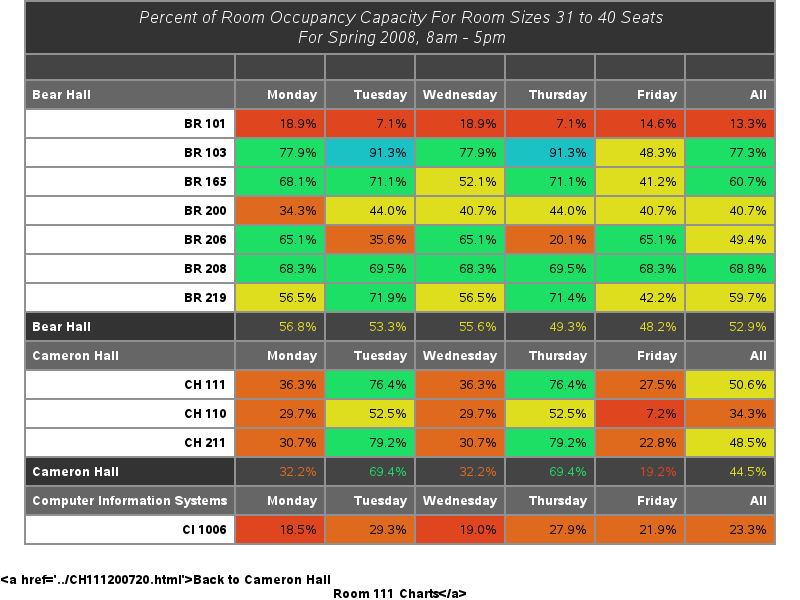 Percent of Room Occupancy Capacity For Room Sizes 31 to 40 Seats
For Spring 2008, 8am - 5pm
Bear Hall Monday Tuesday Wednesday Thursday Friday All
BR 101 18.9% 7.1% 18.9% 7.1% 14.6% 13.3%
BR 103 77.9% 91.3% 77.9% 91.3% 48.3% 77.3%
BR 165 68.1% 71.1% 52.1% 71.1% 41.2% 60.7%
BR 200 34.3% 44.0% 40.7% 44.0% 40.7% 40.7%
BR 206 65.1% 35.6% 65.1% 20.1% 65.1% 49.4%
BR 208 68.3% 69.5% 68.3% 69.5% 68.3% 68.8%
BR 219 56.5% 71.9% 56.5% 71.4% 42.2% 59.7%
Bear Hall 56.8% 53.3% 55.6% 49.3% 48.2% 52.9%
Cameron Hall Monday Tuesday Wednesday Thursday Friday All
CH 111 36.3% 76.4% 36.3% 76.4% 27.5% 50.6%
CH 110 29.7% 52.5% 29.7% 52.5% 7.2% 34.3%
CH 211 30.7% 79.2% 30.7% 79.2% 22.8% 48.5%
Cameron Hall 32.2% 69.4% 32.2% 69.4% 19.2% 44.5%
Computer Information Systems Monday Tuesday Wednesday Thursday Friday All
CI 1006 18.5% 29.3% 19.0% 27.9% 21.9% 23.3%
<a href='../CH111200720.html'>Back to Cameron Hall
Room 111 Charts</a>